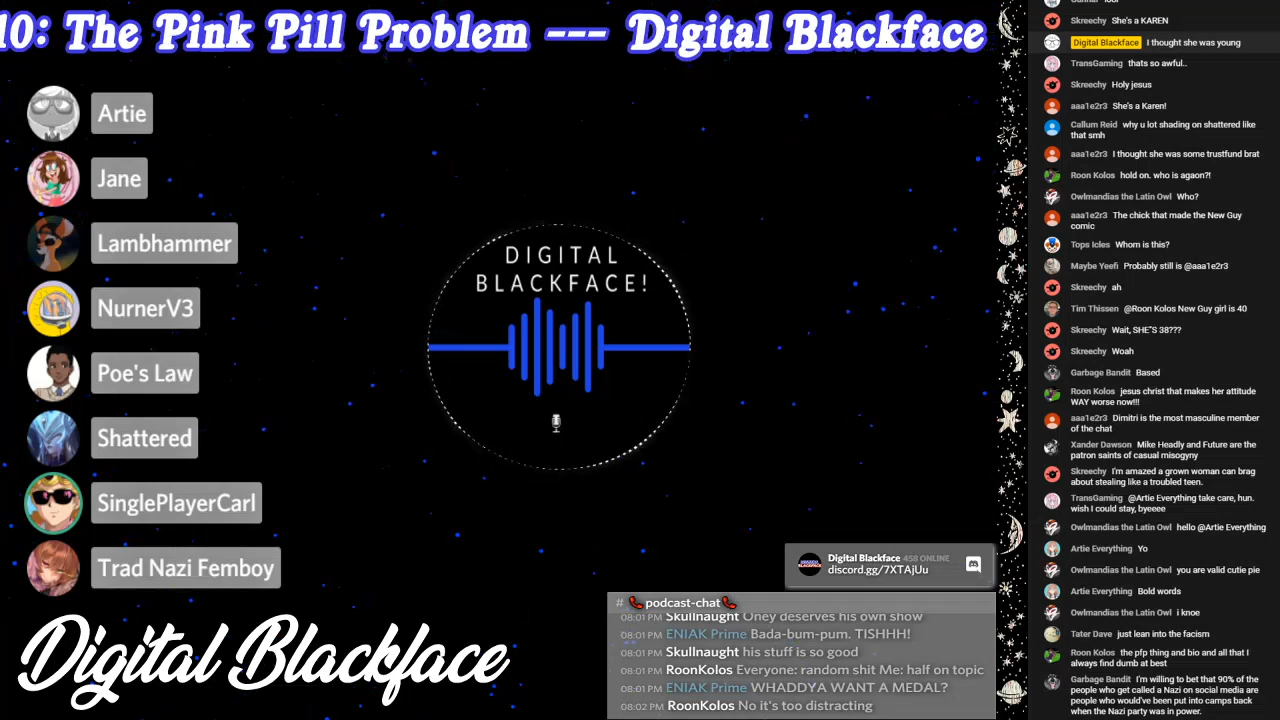 10: The Pink Pill Problem --- Digital Blackface
Artie
Jane
Lambhammer
NurnerV3
Poe's Law
Shattered
SinglePlayerCarl
Trad Nazi Femboy
Digital Blackface
DIGITAL
BLACKFACE!
Digital Blackface 458 ONLINE
discord.gg/7XTAjUu
# 📞podcast-chat📞
08:01 PM Skullnaught Oney deserves his own show
08:01 PM ENIAK Prime Bada-bum-pum. TISHHH!
08:01 PM Skullnaught his stuff is so good
08:01 PM RoonKolos Everyone: random shit Me: half on topic
08:01 PM ENIAK Prime WHADDYA WANT A MEDAL?
08:02 PM RoonKolos No it's too distracting
Skreechy She's a KAREN
Digital Blackface I thought she was young
TransGaming thats so awful..
Skreechy Holy jesus
aaa1e2r3 She's a Karen!
Callum Reid why u lot shading on shattered like
that smh
aaa1e2r3 I thought she was some trustfund brat
Roon Kolos hold on. who is agaon?!
Owlmandias the Latin Owl Who?
aaa1e2r3 The chick that made the New Guy
comic
Tops Icles Whom is this?
Maybe Yeefi Probably still is @aaa1e2r3
Skreechy ah
Tim Thissen @Roon Kolos New Guy girl is 40
Skreechy Wait, SHE"S 38???
Skreechy Woah
Garbage Bandit Based
Roon Kolos jesus christ that makes her attitude
WAY worse now!!!
aaa1e2r3 Dimitri is the most masculine member
of the chat
Xander Dawson Mike Headly and Future are the
patron saints of casual misogyny
Skreechy I'm amazed a grown woman can brag
about stealing like a troubled teen.
TransGaming @Artie Everything take care, hun.
wish I could stay, byeeee
Owlmandias the Latin Owl hello @Artie Everything
Artie Everything Yo
Owlmandias the Latin Owl you are valid cutie pie
Artie Everything Bold words
Owlmandias the Latin Owl i knoe
Tater Dave just lean into the facism
Roon Kolos the pfp thing and bio and all that I
always find dumb at best
Garbage Bandit I'm willing to bet that 90% of the
people who get called a Nazi on social media are
people who would've been put into camps back
when the Nazi party was in power.